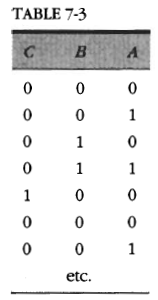 TABLE 7-3
C B A
0 0 0
0 0 1
0 1 0
0 1 1
1 0 0
0 0 0
0 0 1
etc.